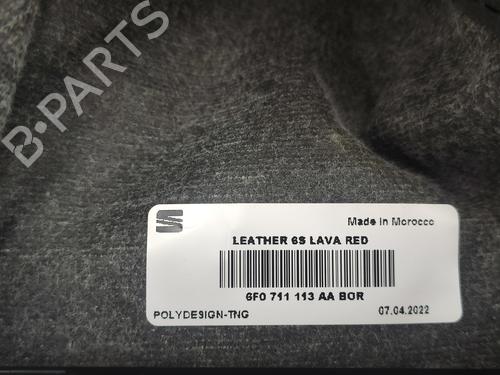 B-PARTS
Made in Morocco
LEATHER 6S LAVA RED
6F0 711 113 AA BOR
POLYDESIGN-TNG
07.04.2022